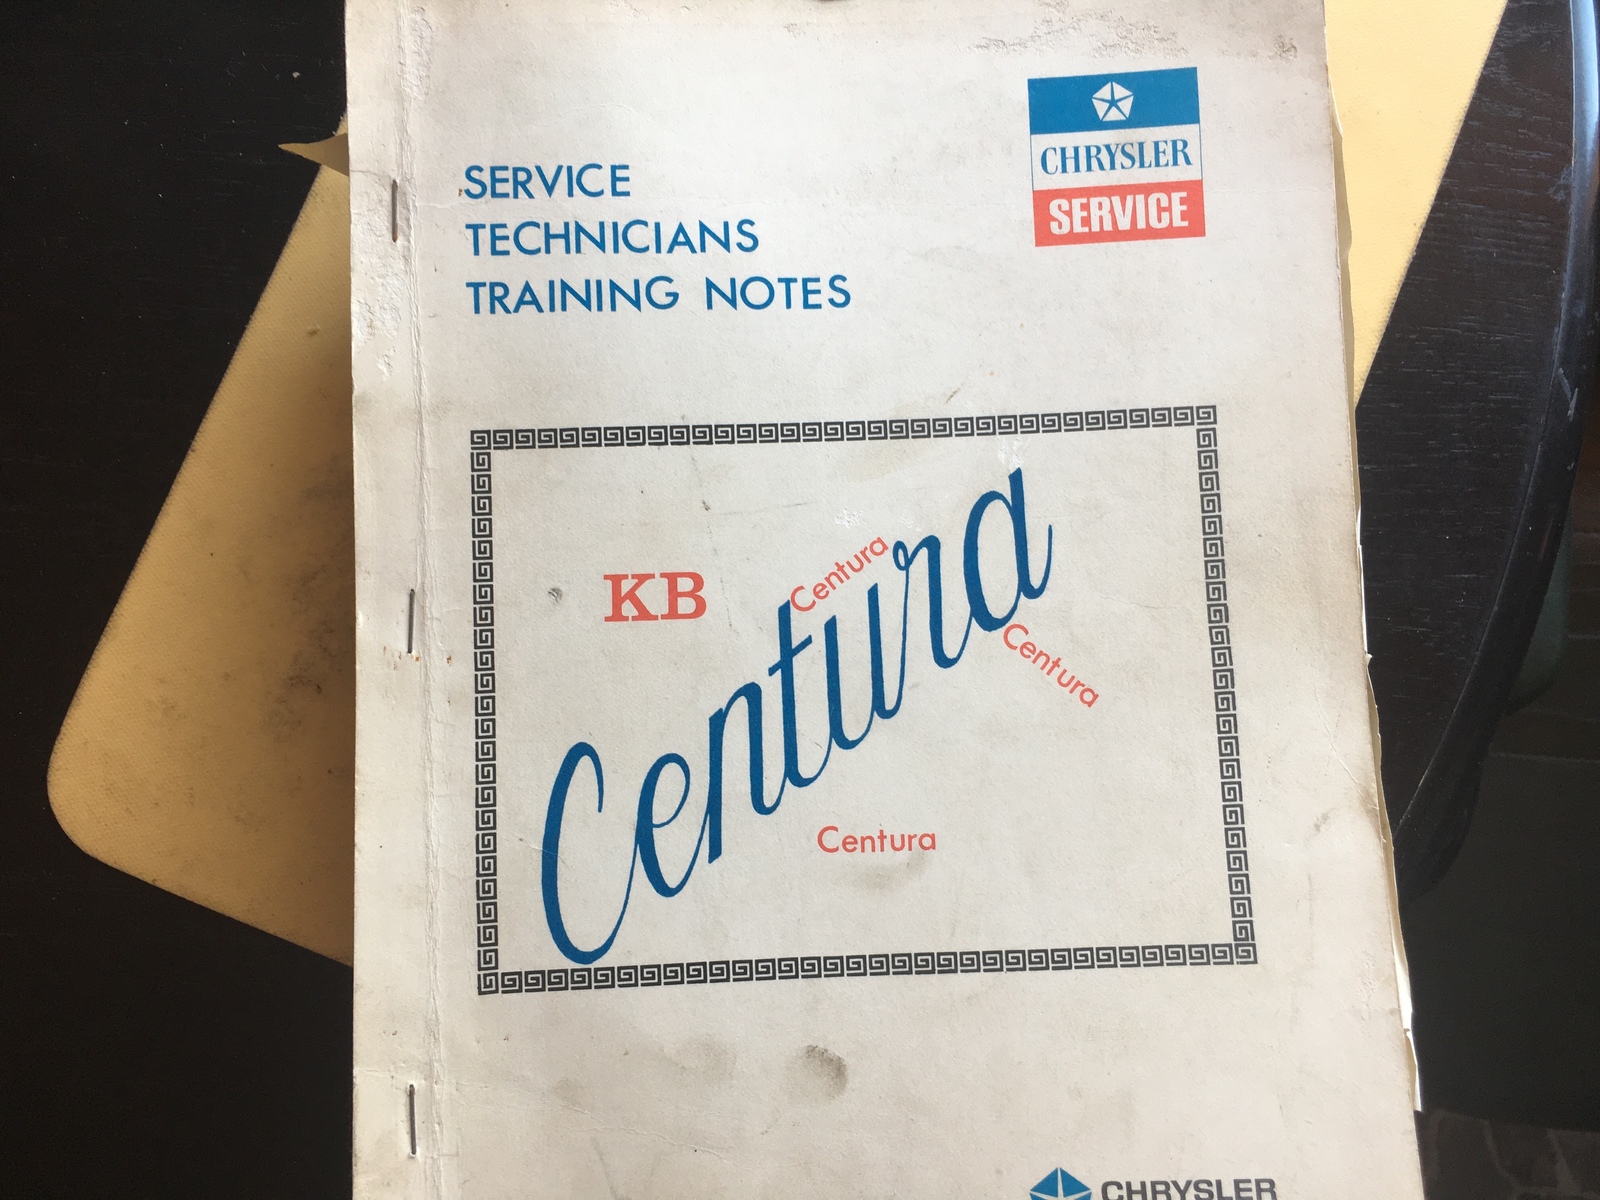 CHRYSLER
SERVICE
SERVICE
TECHNICIANS
TRAINING NOTES
KB
Centura
Centura
Centura
Centura
CHRYSLER